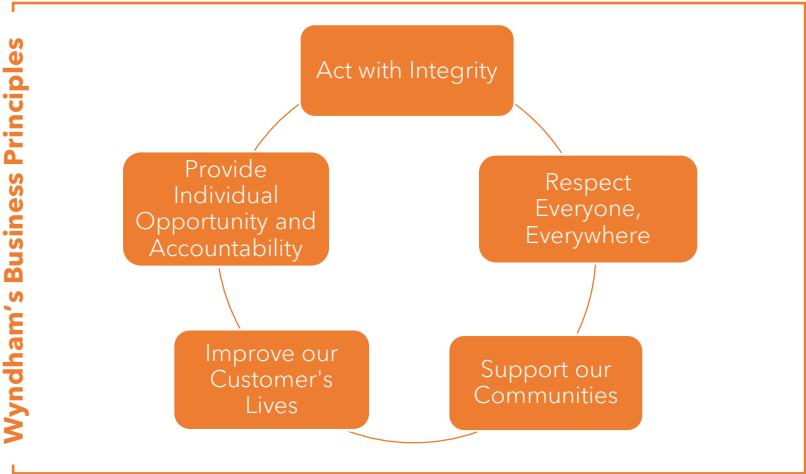 Wyndham's Business Principles
Act with Integrity
Respect
Everyone,
Everywhere
Support our
Communities
Improve our
Customer's
Lives
Provide
Individual
Opportunity and
Accountability